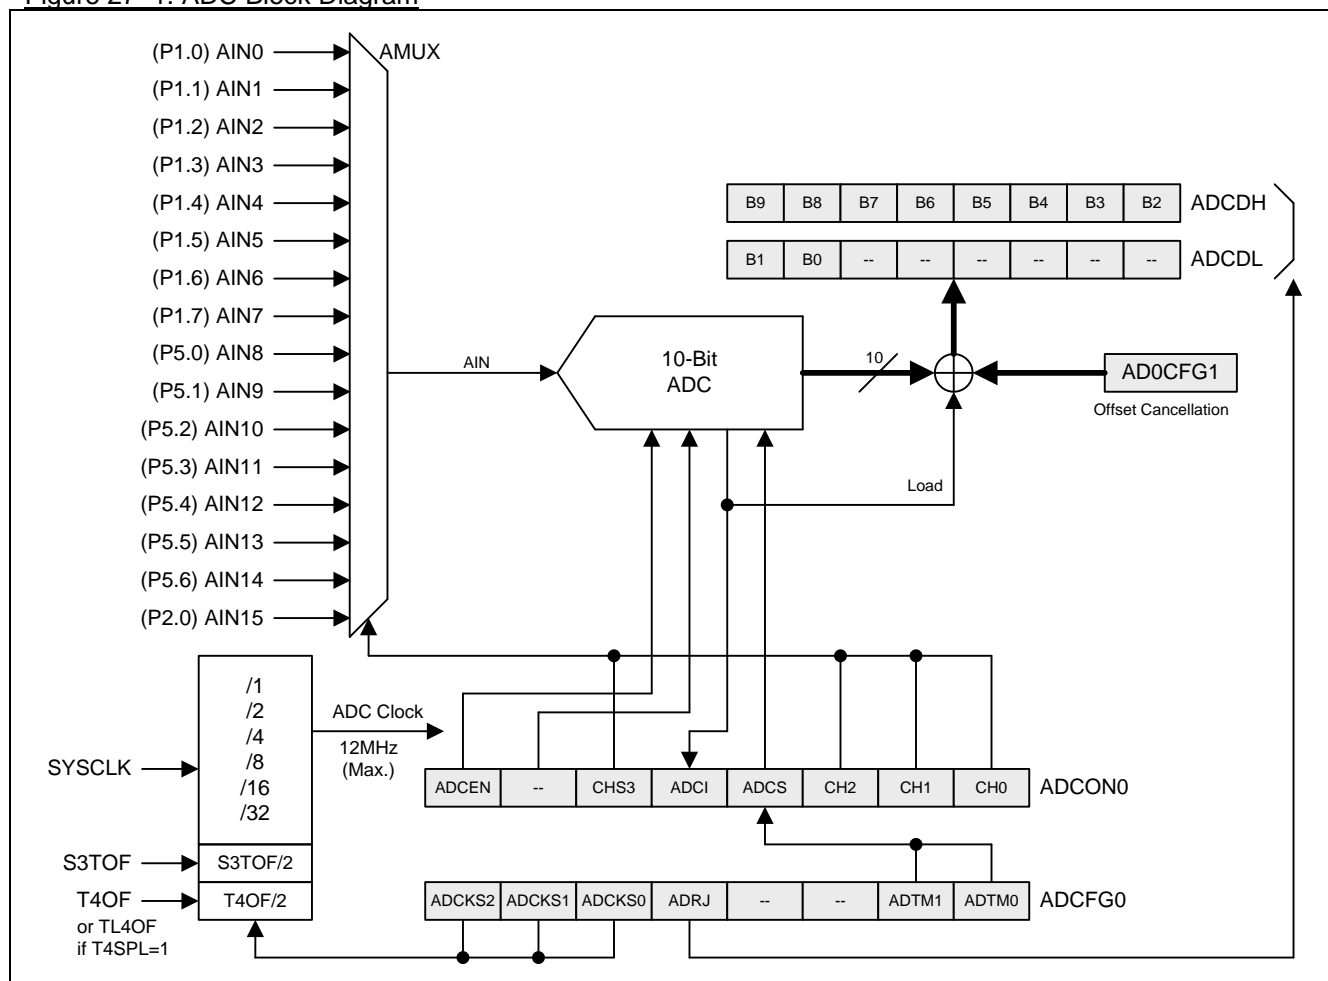 Figure 27-1. ADC Block Diagram
(P1.0) AIN0
AMUX
(P1.1) AIN1
(P1.2) AIN2
(P1.3) AIN3
(P1.4) AIN4
(P1.5) AIN5
(P1.6) AIN6
(P1.7) AIN7
(P5.0) AIN8
(P5.1) AIN9
(P5.2) AIN10
(P5.3) AIN11
(P5.4) AIN12
(P5.5) AIN13
(P5.6) AIN14
(P2.0) AIN15
AIN
10-Bit
ADC
B9 B8 B7 B6 B5 B4 B3 B2 ADCDH
B1 B0 -- -- -- -- -- -- ADCDL
10
AD0CFG1
Offset Cancellation
Load
SYSCLK
/1
/2
/4
/8
/16
/32
ADC Clock
12MHz
(Max.)
S3TOF
S3TOF/2
T4OF
T4OF/2
or TL4OF
if T4SPL=1
ADCEN -- CHS3 ADCI ADCS CH2 CH1 CH0 ADCON0
ADCKS2 ADCKS1 ADCKS0 ADRJ -- -- ADTM1 ADTM0 ADCFG0